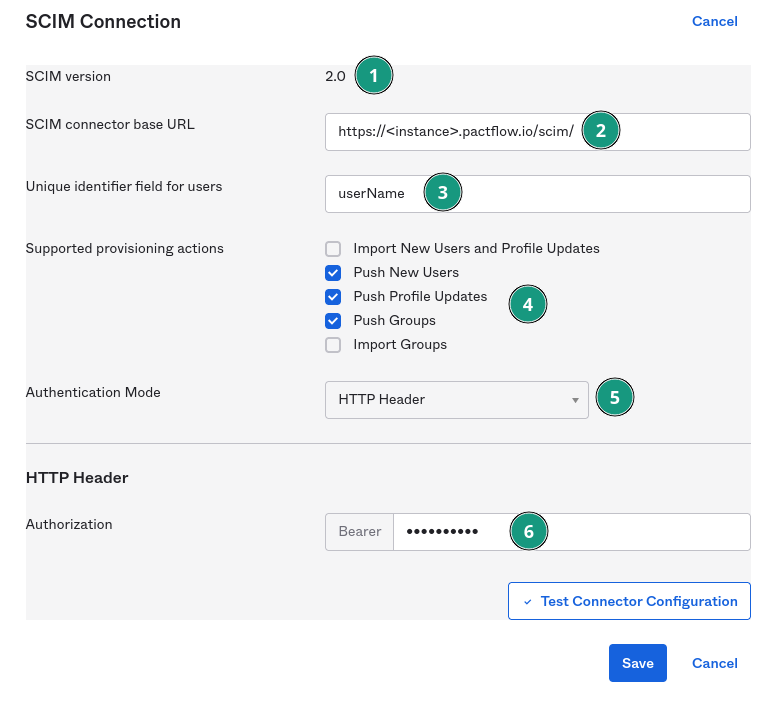 SCIM Connection Cancel
SCIM version 2.0 1
SCIM connector base URL https://<instance>.pactflow.io/scim/ 2
Unique identifier field for users userName 3
Supported provisioning actions Import New Users and Profile Updates
Push New Users
Push Profile Updates 4
Push Groups
Import Groups
Authentication Mode HTTP Header 5
HTTP Header
Authorization Bearer •••••••••• 6
Test Connector Configuration
Save Cancel